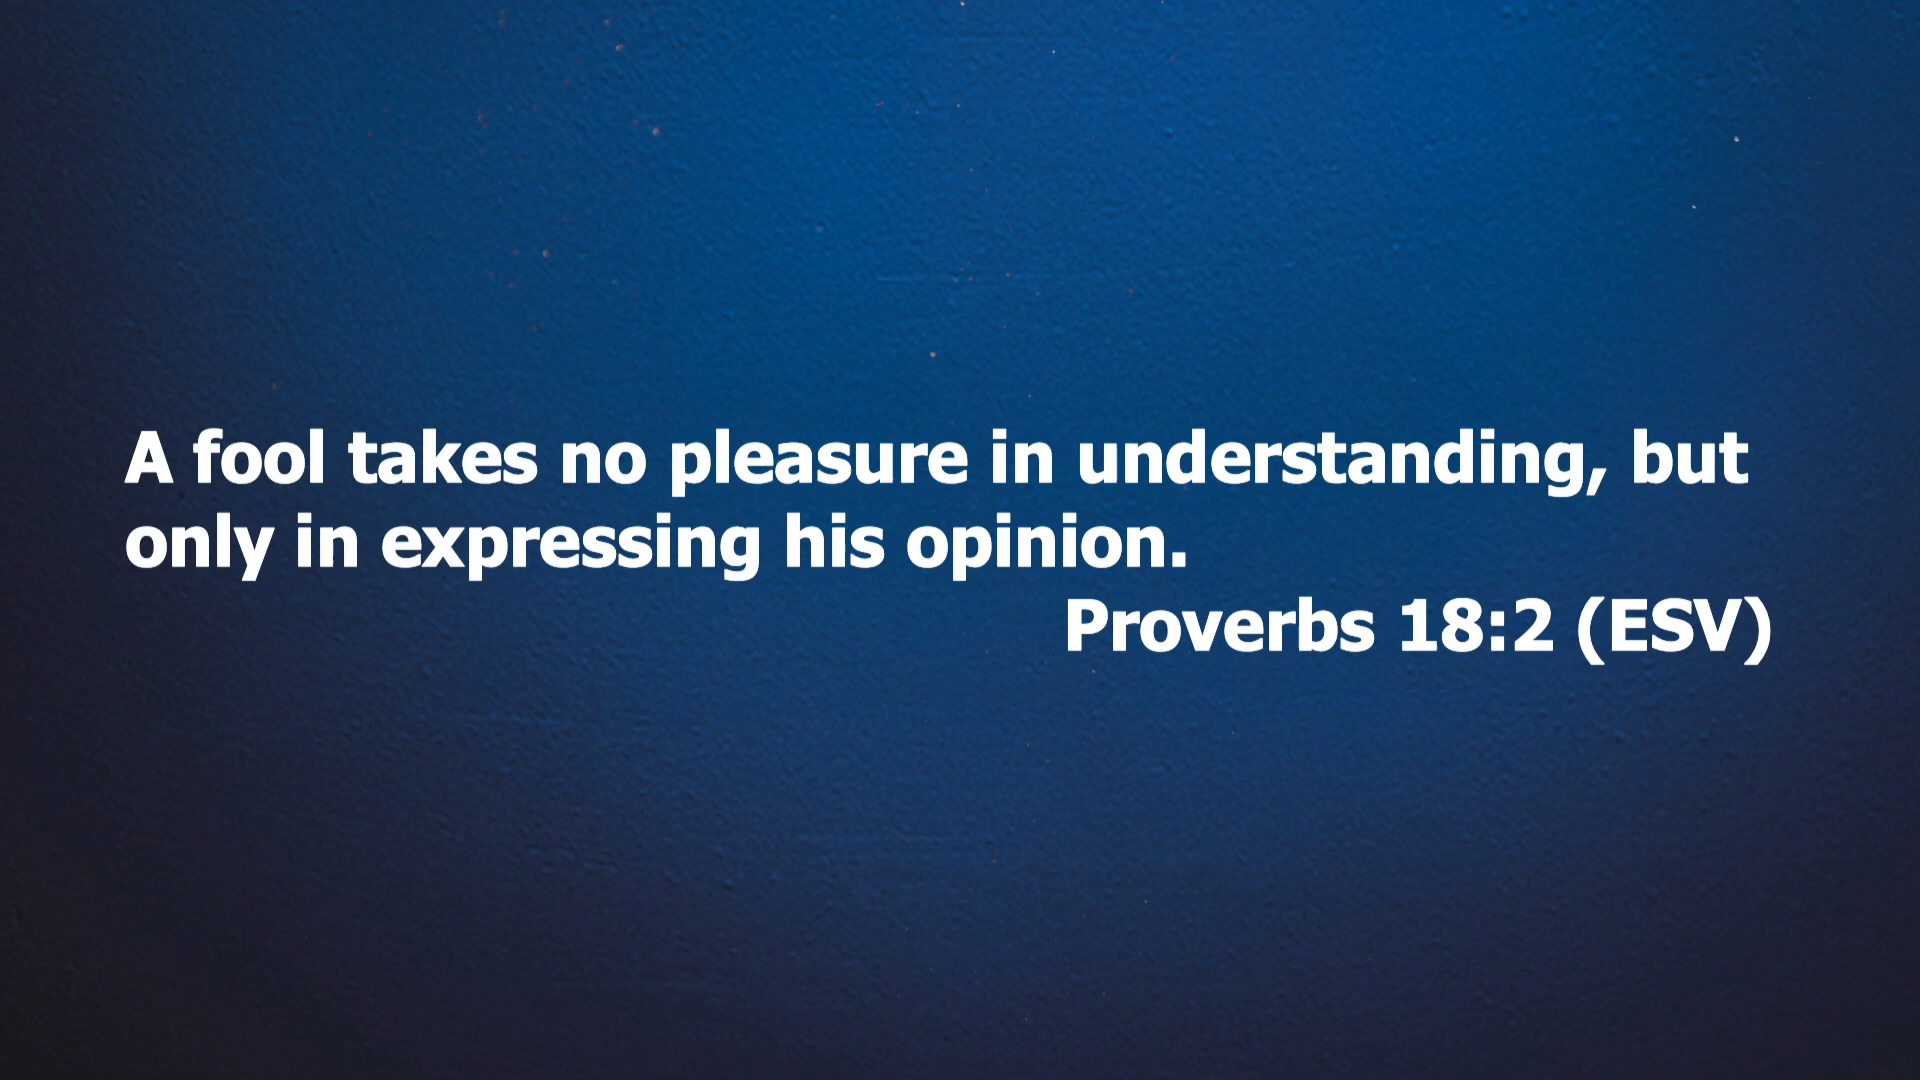 A fool takes no pleasure in understanding, but
only in expressing his opinion.
Proverbs 18:2 (ESV)